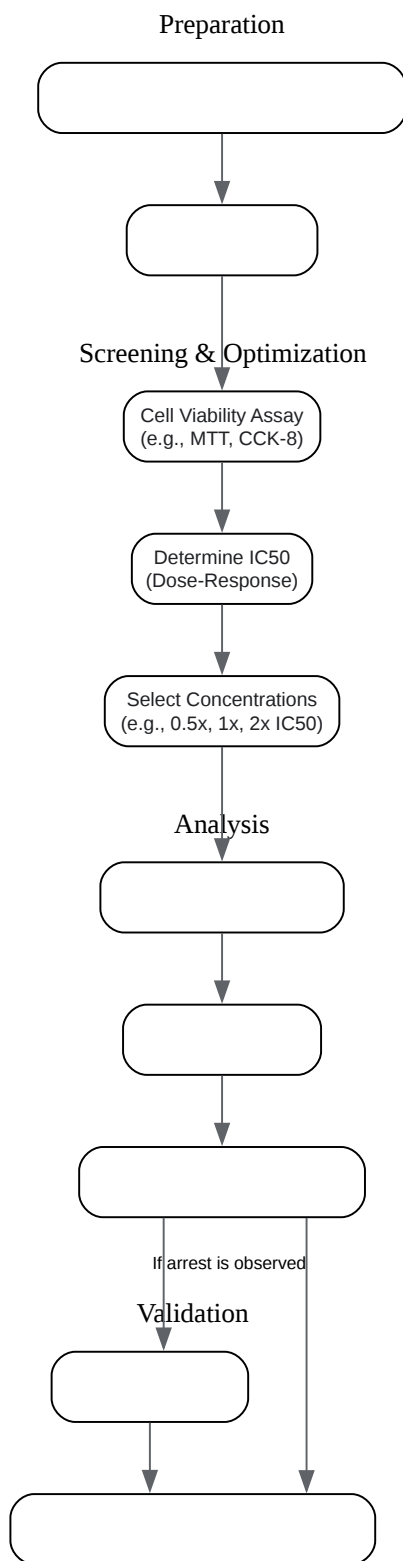 Preparation
Screening & Optimization
Cell Viability Assay
(e.g., MTT, CCK-8)
Determine IC50
(Dose-Response)
Select Concentrations
(e.g., 0.5x, 1x, 2x IC50)
Analysis
If arrest is observed
Validation